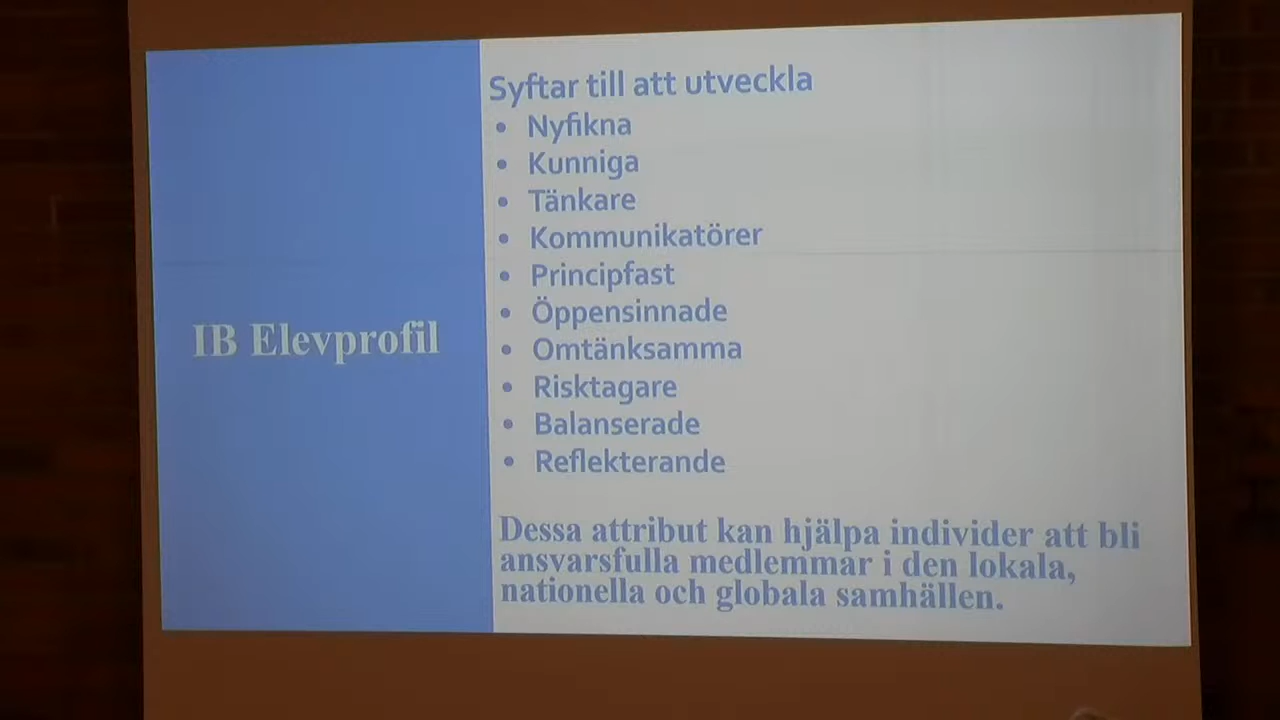 Syftar till att utveckla
• Nyfikna
• Kunniga
• Tänkare
• Kommunikatörer
• Principfast
• Öppensinnade
• Omtänksamma
• Risktagare
• Balanserade
• Reflekterande
IB Elevprofil
Dessa attribut kan hjälpa individer att bli
ansvarsfulla medlemmar i den lokala,
nationella och globala samhällen.